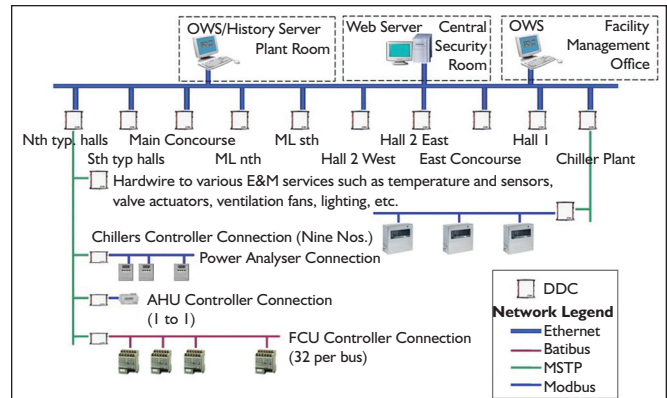 OWS/History Server
Plant Room
Web Server
Central
Security
Room
OWS
Facility
Management
Office
Nth typ. halls
Main Concourse
ML sth
Hall 2 East
Hall 1
Sth typ halls
ML nth
Hall 2 West
East Concourse
Chiller Plant
Hardwire to various E&M services such as temperature and sensors,
valve actuators, ventilation fans, lighting, etc.
Chillers Controller Connection (Nine Nos.)
Power Analyser Connection
AHU Controller Connection
(1 to 1)
FCU Controller Connection
(32 per bus)
DDC
Network Legend
Ethernet
Batibus
MSTP
Modbus